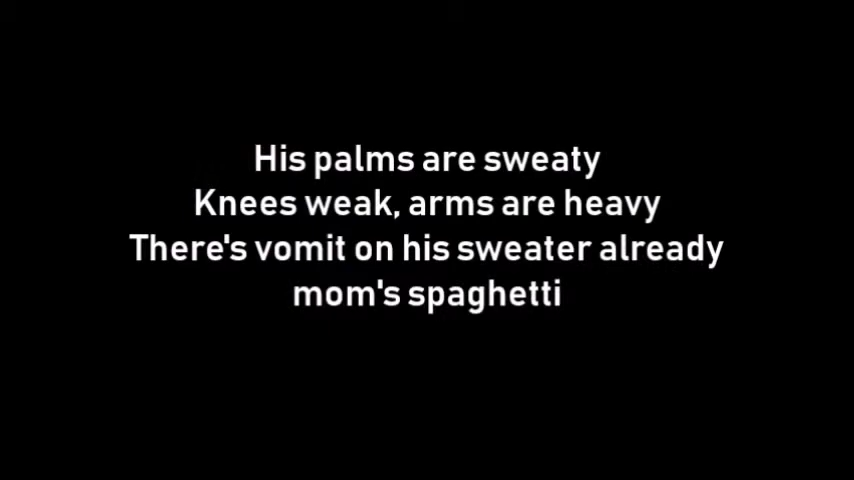 His palms are sweaty
Knees weak, arms are heavy
There's vomit on his sweater already
mom's spaghetti